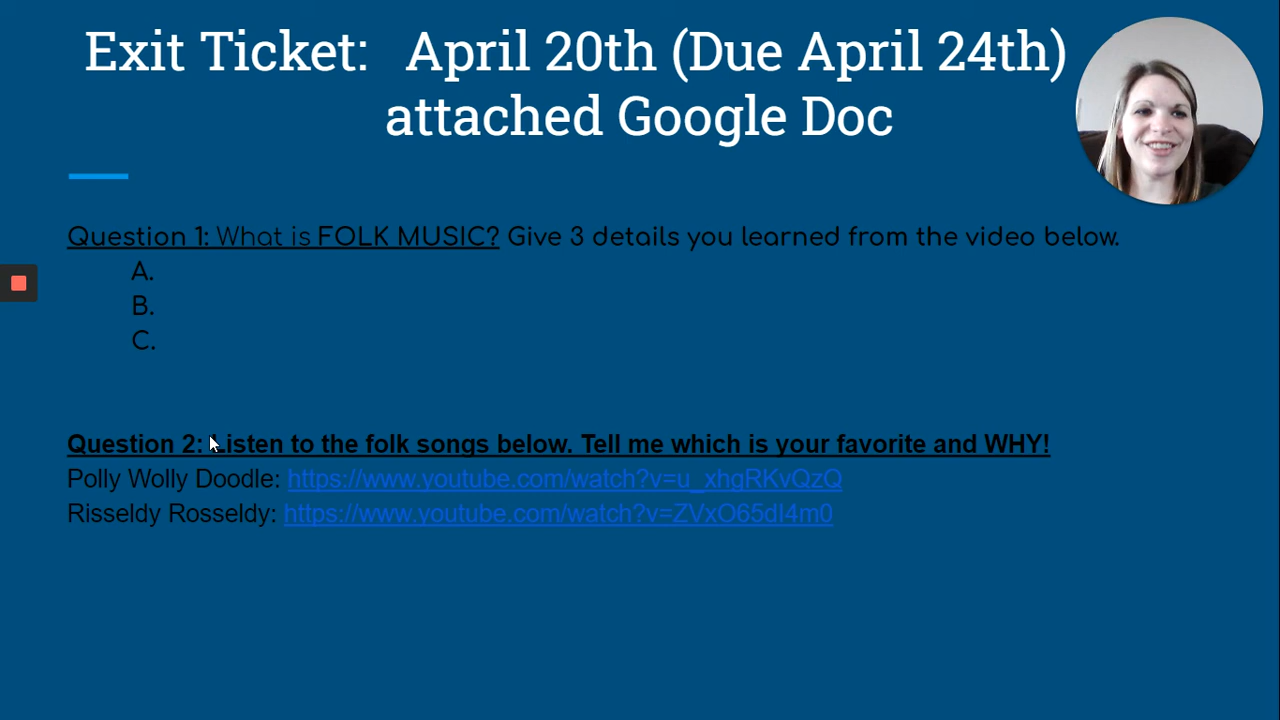 Exit Ticket: April 20th (Due April 24th)
attached Google Doc
Question 1: What is FOLK MUSIC? Give 3 details you learned from the video below.
A.
B.
C.
Question 2: Listen to the folk songs below. Tell me which is your favorite and WHY!
Polly Wolly Doodle: https://www.youtube.com/watch?v=u_xhgRKvQzQ
Risseldy Rosseldy: https://www.youtube.com/watch?v=ZVxO65dI4m0